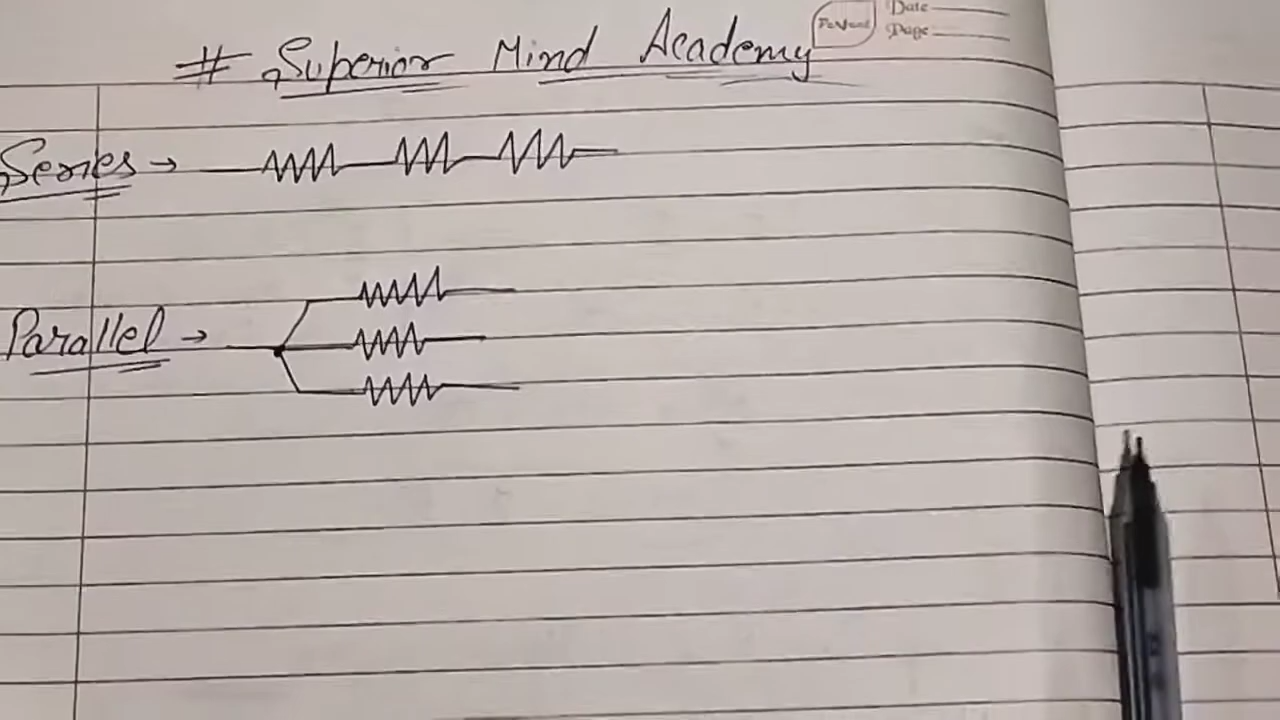 Date
Page
# Superior Mind Academy
Series →
Parallel →